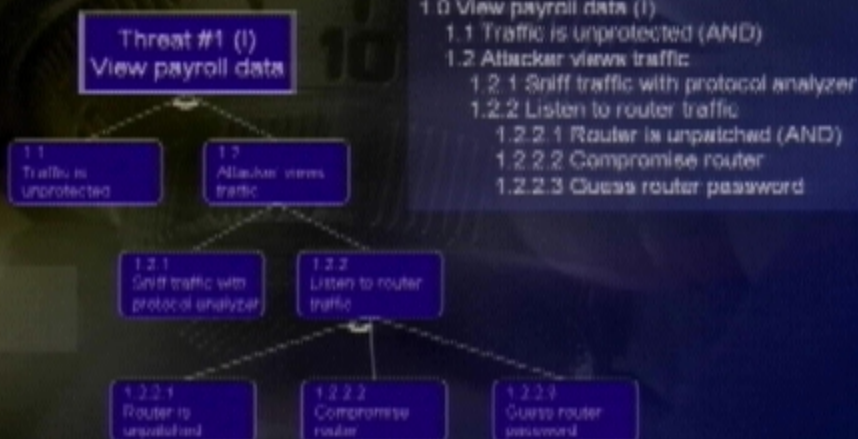 Threat #1 (I)
View payroll data
1.1
Traffic is
unprotected
1.2
Attacker views
traffic
1.2.1
Sniff traffic with
protocol analyzer
1.2.2
Listen to router
traffic
1.2.2.1
Router is
unpatched
1.2.2.2
Compromise
router
1.2.2.3
Guess router
password
1.0 View payroll data (I)
1.1 Traffic is unprotected (AND)
1.2 Attacker views traffic
1.2.1 Sniff traffic with protocol analyzer
1.2.2 Listen to router traffic
1.2.2.1 Router is unpatched (AND)
1.2.2.2 Compromise router
1.2.2.3 Guess router password
10